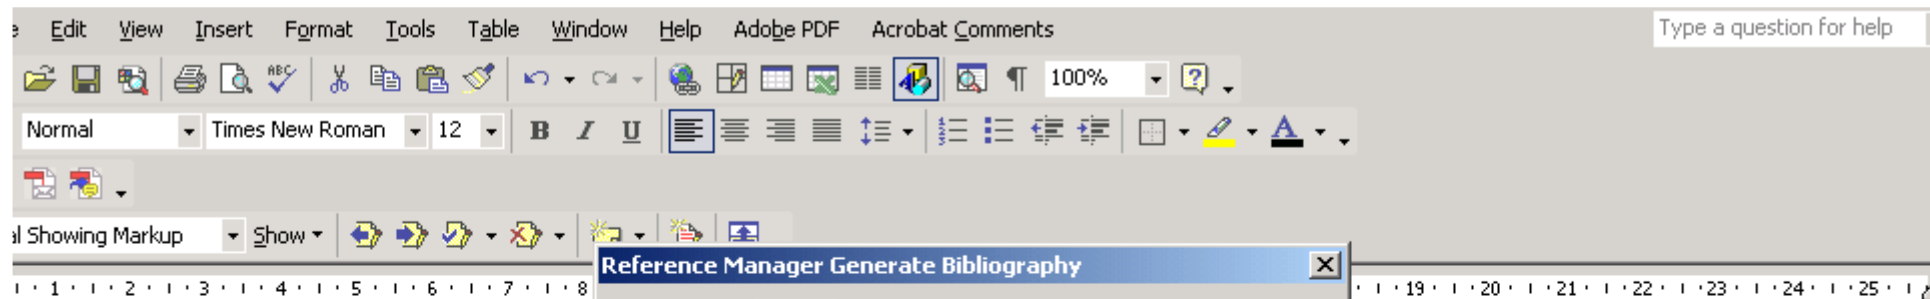 Edit View Insert Format Tools Table Window Help Adobe PDF Acrobat Comments Type a question for help
ABC 100%
Normal Times New Roman 12 B I U A
al Showing Markup Show
Reference Manager Generate Bibliography
1 2 3 4 5 6 7 8 19 20 21 22 23 24 25